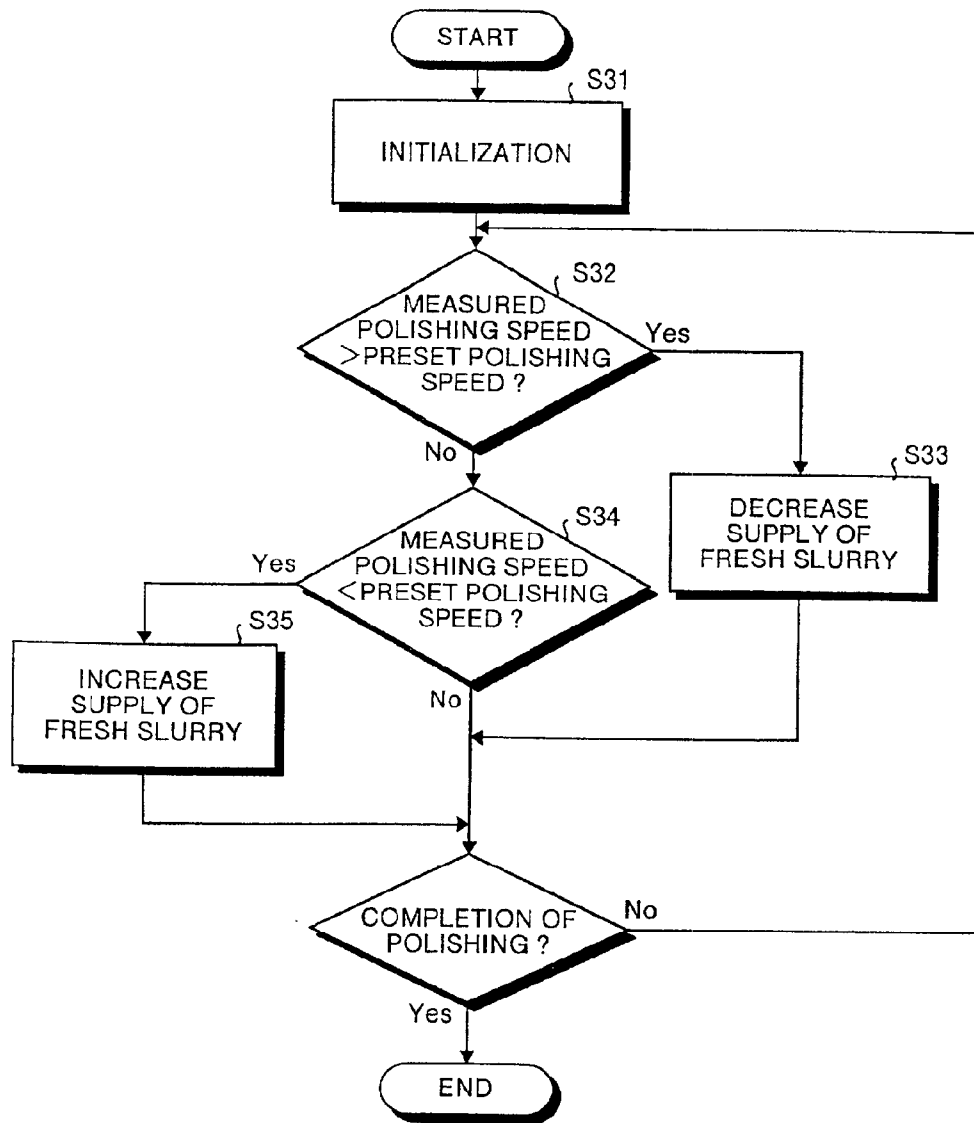 START
S31
INITIALIZATION
S32
MEASURED
POLISHING SPEED
>PRESET POLISHING
SPEED ?
Yes
No
S33
DECREASE
SUPPLY OF
FRESH SLURRY
S34
MEASURED
POLISHING SPEED
<PRESET POLISHING
SPEED ?
Yes
No
S35
INCREASE
SUPPLY OF
FRESH SLURRY
COMPLETION OF
POLISHING ?
No
Yes
END